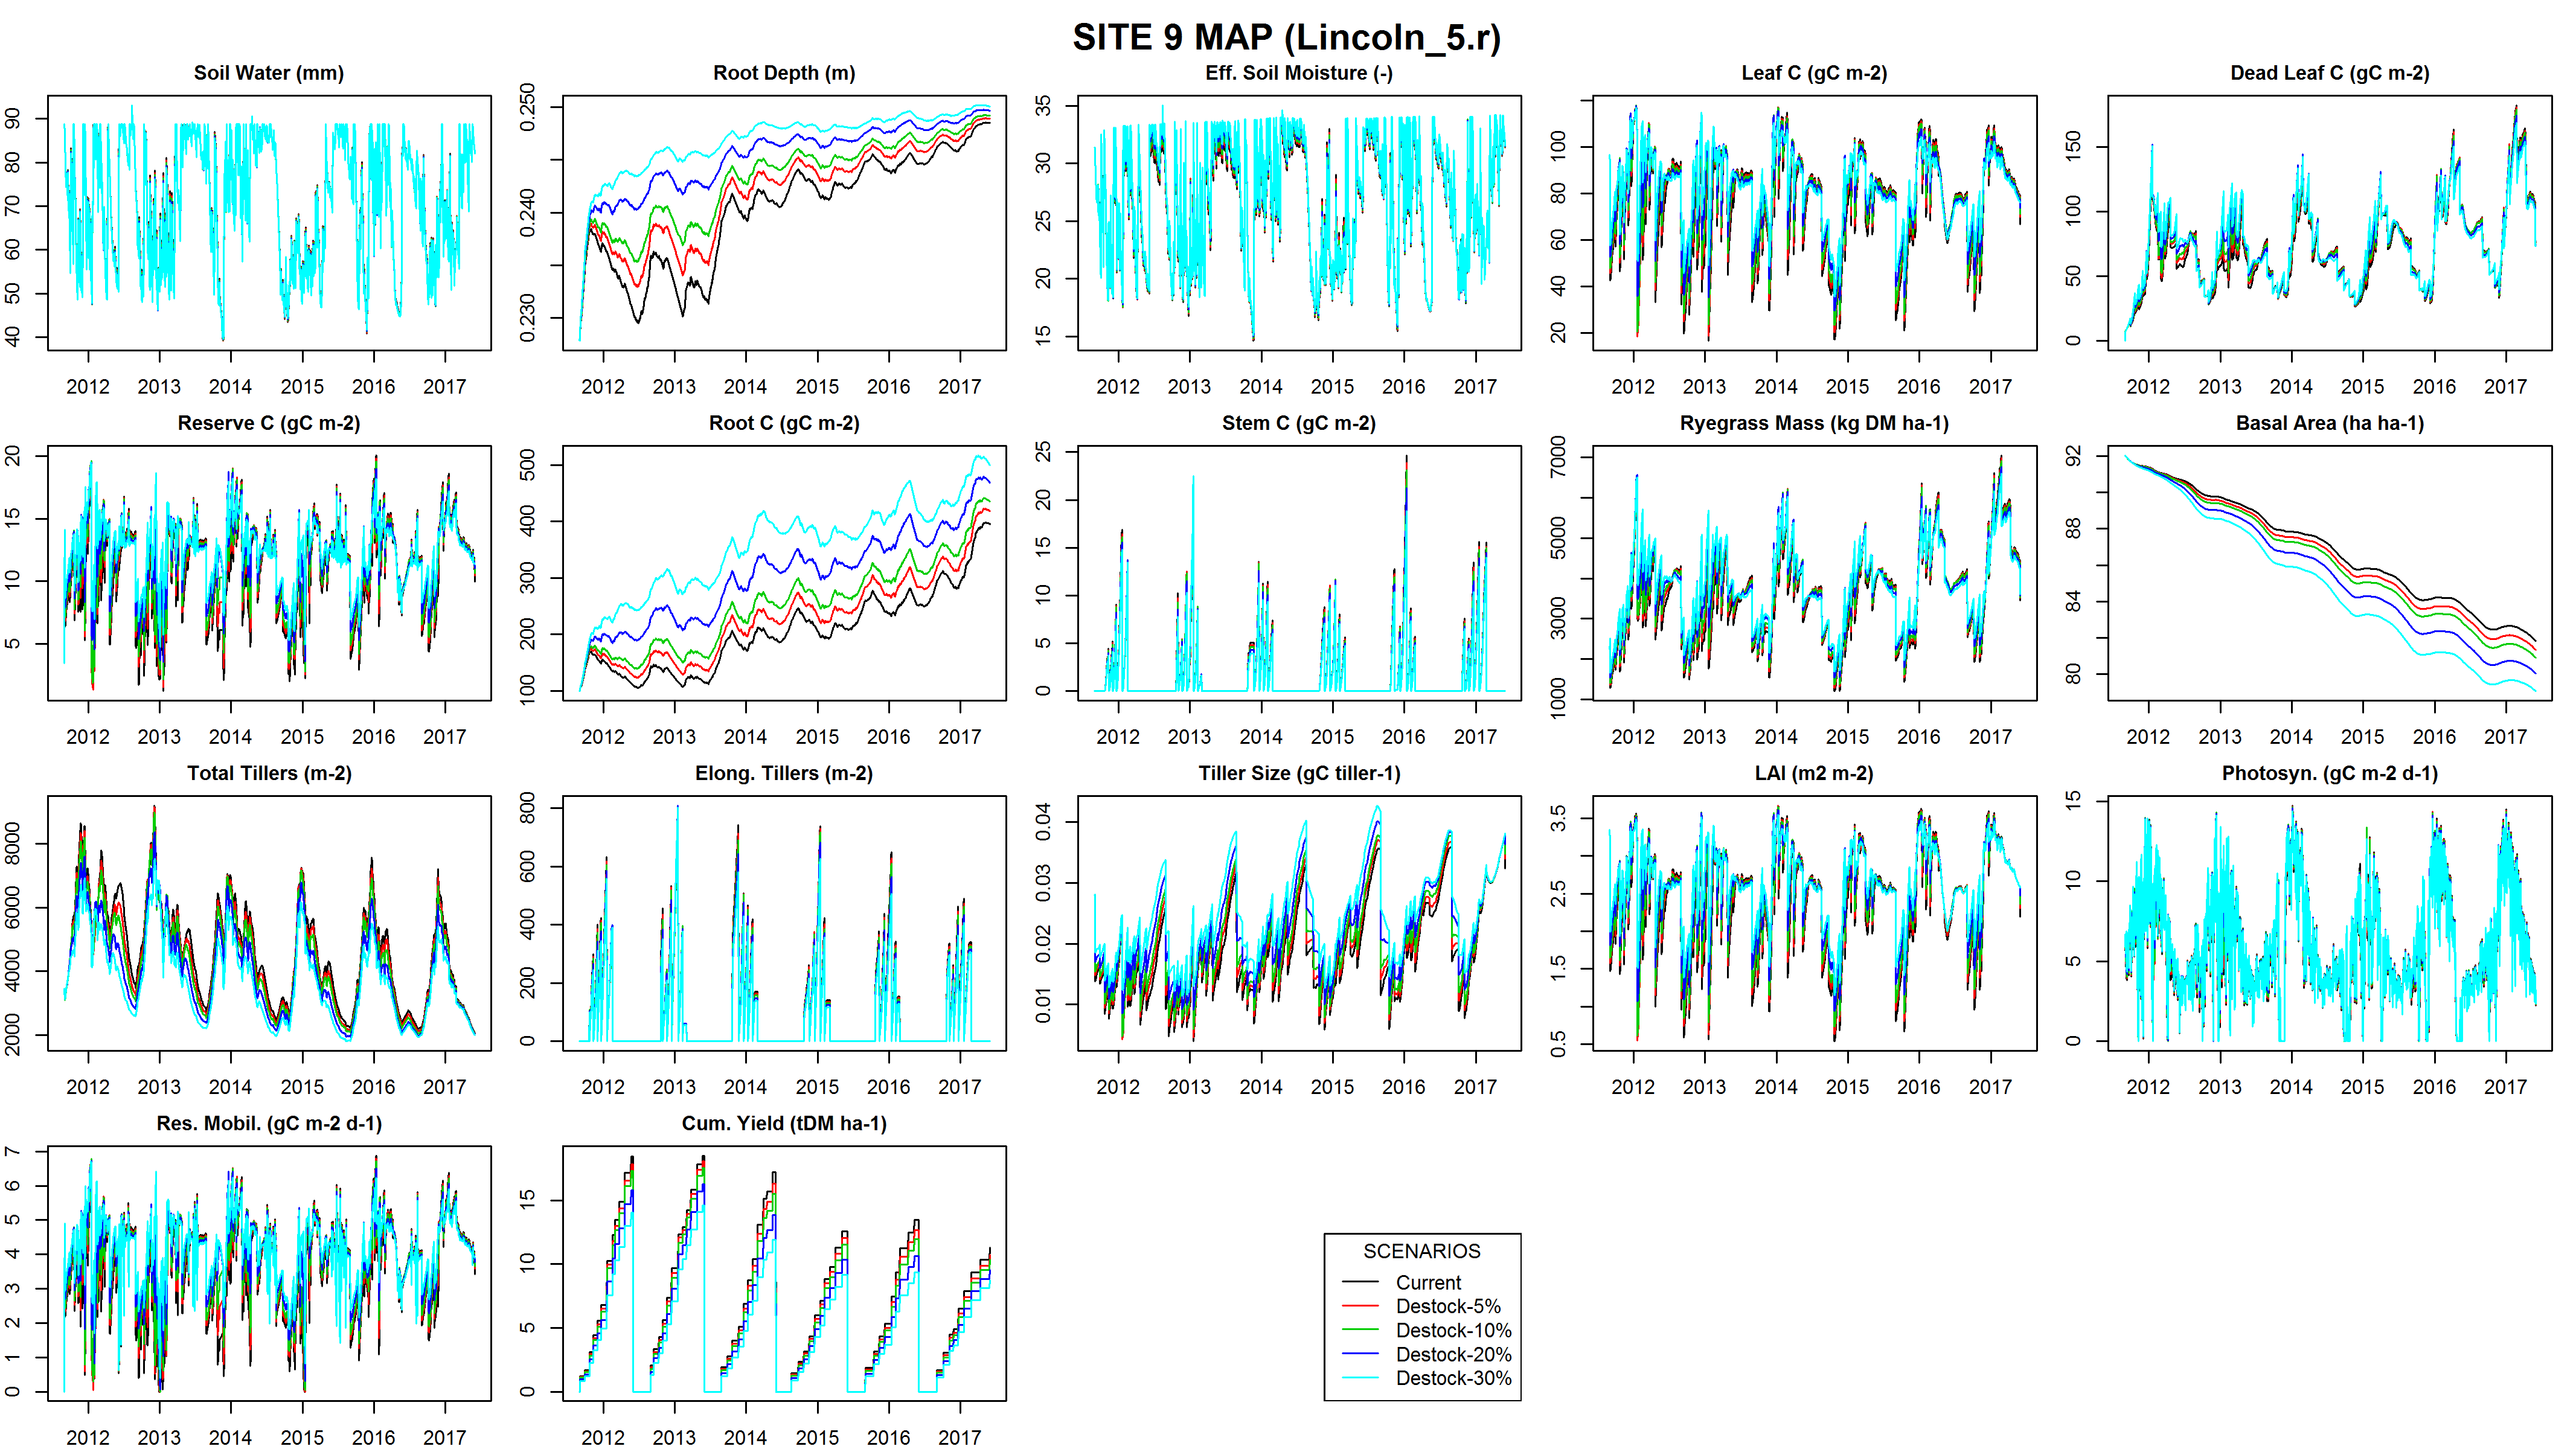 SITE 9 MAP (Lincoln_5.r)
Soil Water (mm)
90
80
70
60
50
40
2012 2013 2014 2015 2016 2017
Root Depth (m)
0.250
0.240
0.230
2012 2013 2014 2015 2016 2017
Eff. Soil Moisture (-)
35
30
25
20
15
2012 2013 2014 2015 2016 2017
Leaf C (gC m-2)
100
80
60
40
20
2012 2013 2014 2015 2016 2017
Dead Leaf C (gC m-2)
150
100
50
0
2012 2013 2014 2015 2016 2017
Reserve C (gC m-2)
20
15
10
5
2012 2013 2014 2015 2016 2017
Root C (gC m-2)
500
400
300
200
100
2012 2013 2014 2015 2016 2017
Stem C (gC m-2)
25
20
15
10
5
0
2012 2013 2014 2015 2016 2017
Ryegrass Mass (kg DM ha-1)
7000
5000
3000
1000
2012 2013 2014 2015 2016 2017
Basal Area (ha ha-1)
92
88
84
80
2012 2013 2014 2015 2016 2017
Total Tillers (m-2)
8000
6000
4000
2000
2012 2013 2014 2015 2016 2017
Elong. Tillers (m-2)
800
600
400
200
0
2012 2013 2014 2015 2016 2017
Tiller Size (gC tiller-1)
0.04
0.03
0.02
0.01
2012 2013 2014 2015 2016 2017
LAI (m2 m-2)
3.5
2.5
1.5
0.5
2012 2013 2014 2015 2016 2017
Photosyn. (gC m-2 d-1)
15
10
5
0
2012 2013 2014 2015 2016 2017
Res. Mobil. (gC m-2 d-1)
7
6
5
4
3
2
1
0
2012 2013 2014 2015 2016 2017
Cum. Yield (tDM ha-1)
15
10
5
0
2012 2013 2014 2015 2016 2017
SCENARIOS
Current
Destock-5%
Destock-10%
Destock-20%
Destock-30%